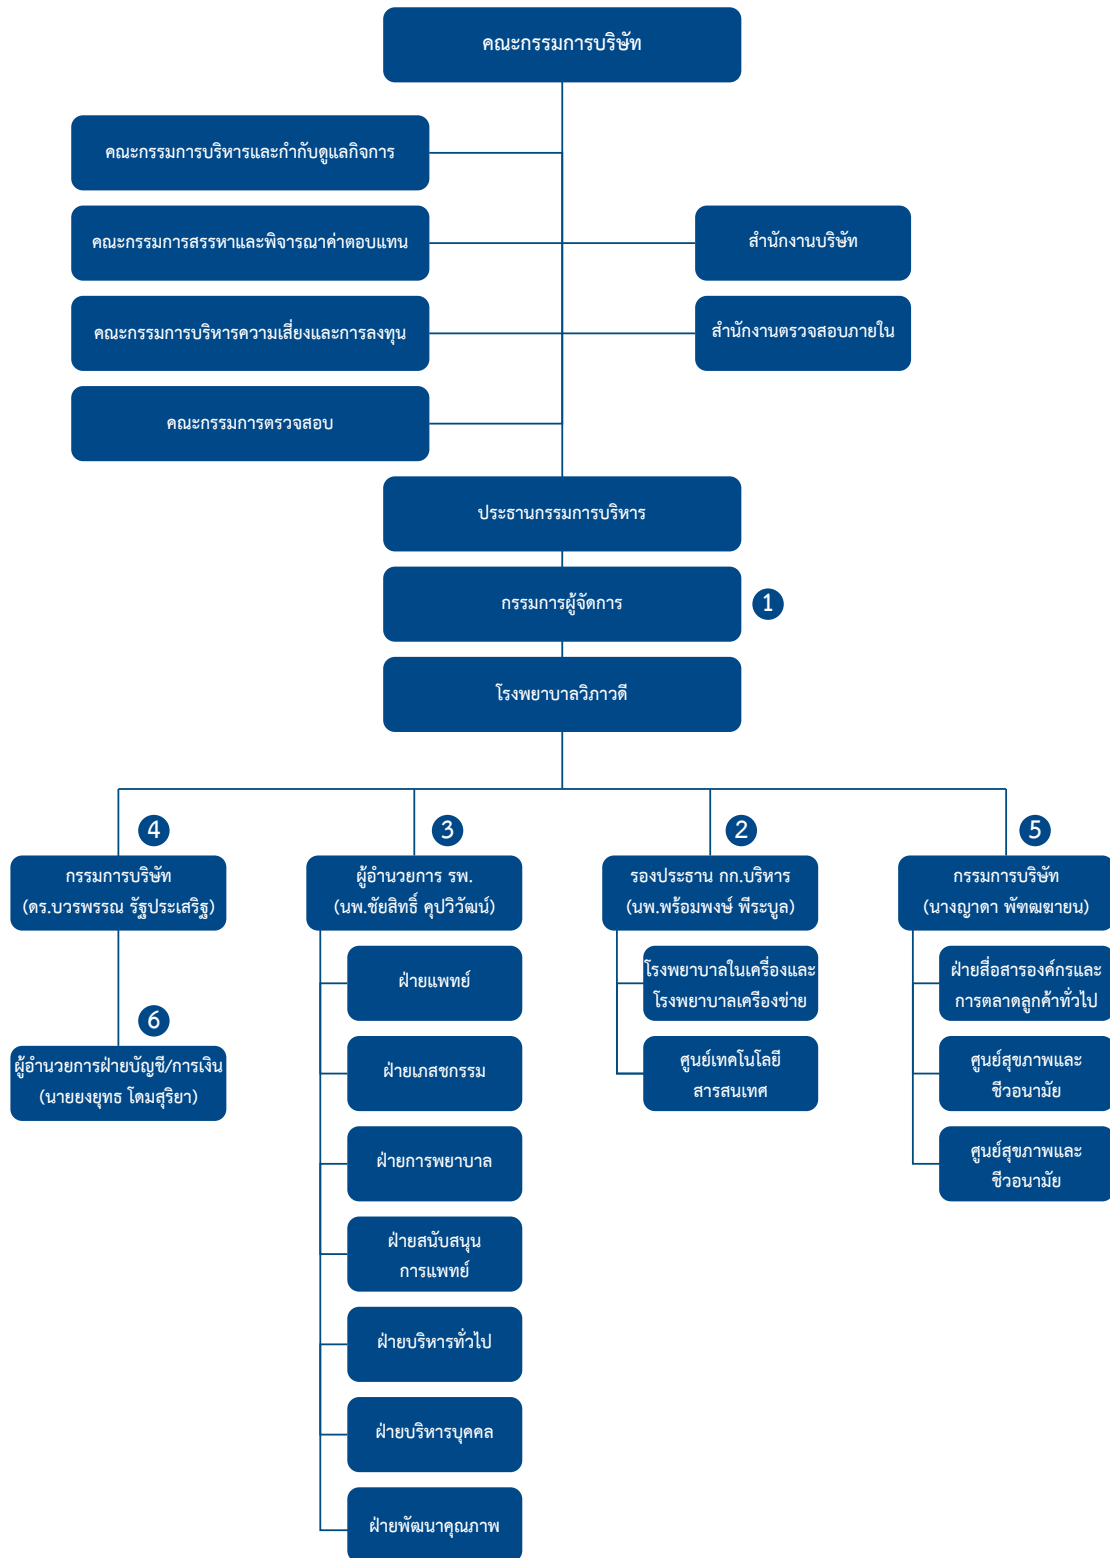 คณะกรรมการบริษัท
คณะกรรมการบริหารและกำกับดูแลกิจการ
คณะกรรมการสรรหาและพิจารณาค่าตอบแทน
สำนักงานบริษัท
คณะกรรมการบริหารความเสี่ยงและการลงทุน
สำนักงานตรวจสอบภายใน
คณะกรรมการตรวจสอบ
ประธานกรรมการบริหาร
กรรมการผู้จัดการ
1
โรงพยาบาลวิภาวดี
4
กรรมการบริษัท
(ดร.บวรพรรณ รัฐประเสริฐ)
6
ผู้อำนวยการฝ่ายบัญชี/การเงิน
(นายยงยุทธ โดมสุริยา)
3
ผู้อำนวยการ รพ.
(นพ.ชัยสิทธิ์ คุปวิวัฒน์)
ฝ่ายแพทย์
ฝ่ายเภสชกรรม
ฝ่ายการพยาบาล
ฝ่ายสนับสนุน
การแพทย์
ฝ่ายบริหารทั่วไป
ฝ่ายบริหารบุคคล
ฝ่ายพัฒนาคุณภาพ
2
รองประธาน กก.บริหาร
(นพ.พร้อมพงษ์ พีระบูล)
โรงพยาบาลในเครื่องและ
โรงพยาบาลเครืองข่าย
ศูนย์เทคโนโลยี
สารสนเทศ
5
กรรมการบริษัท
(นางญาดา พัฑฒฆายน)
ฝ่ายสื่อสารองค์กรและ
การตลาดลูกค้าทั่วไป
ศูนย์สุขภาพและ
ชีวอนามัย
ศูนย์สุขภาพและ
ชีวอนามัย